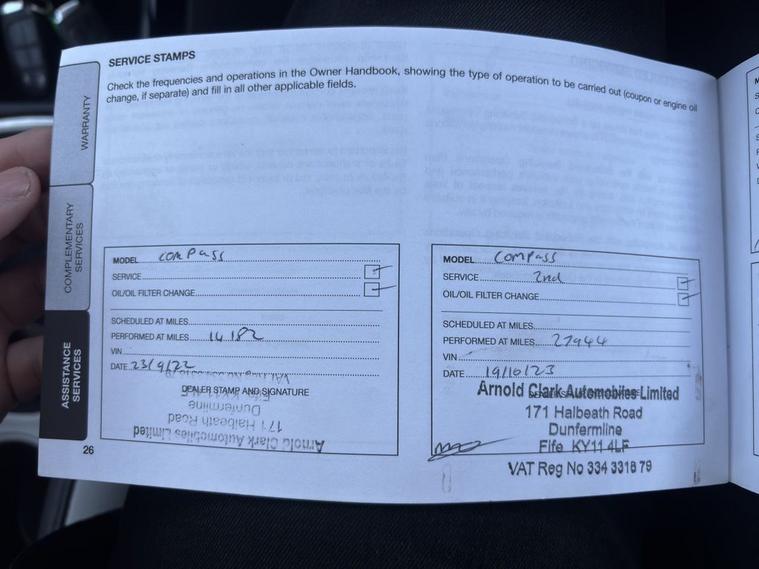 SERVICE STAMPS
Check the frequencies and operations in the Owner Handbook, showing the type of operation to be carried out (coupon or engine oil
change, if separate) and fill in all other applicable fields.
WARRANTY
COMPLEMENTARY
SERVICES
ASSISTANCE
SERVICES
MODEL compass
SERVICE
OIL/OIL FILTER CHANGE
SCHEDULED AT MILES
PERFORMED AT MILES 14182
VIN
DATE 23/9/22
DEALER STAMP AND SIGNATURE
Arnold Clark Automobiles Limited
171 Halbeath Road
Dunfermline
26
MODEL compass
SERVICE 2nd
OIL/OIL FILTER CHANGE
SCHEDULED AT MILES
PERFORMED AT MILES 27944
VIN
DATE 19/10/23
Arnold Clark Automobiles Limited
171 Halbeath Road
Dunfermline
Fife KY11 4LF
VAT Reg No 334 3318 79